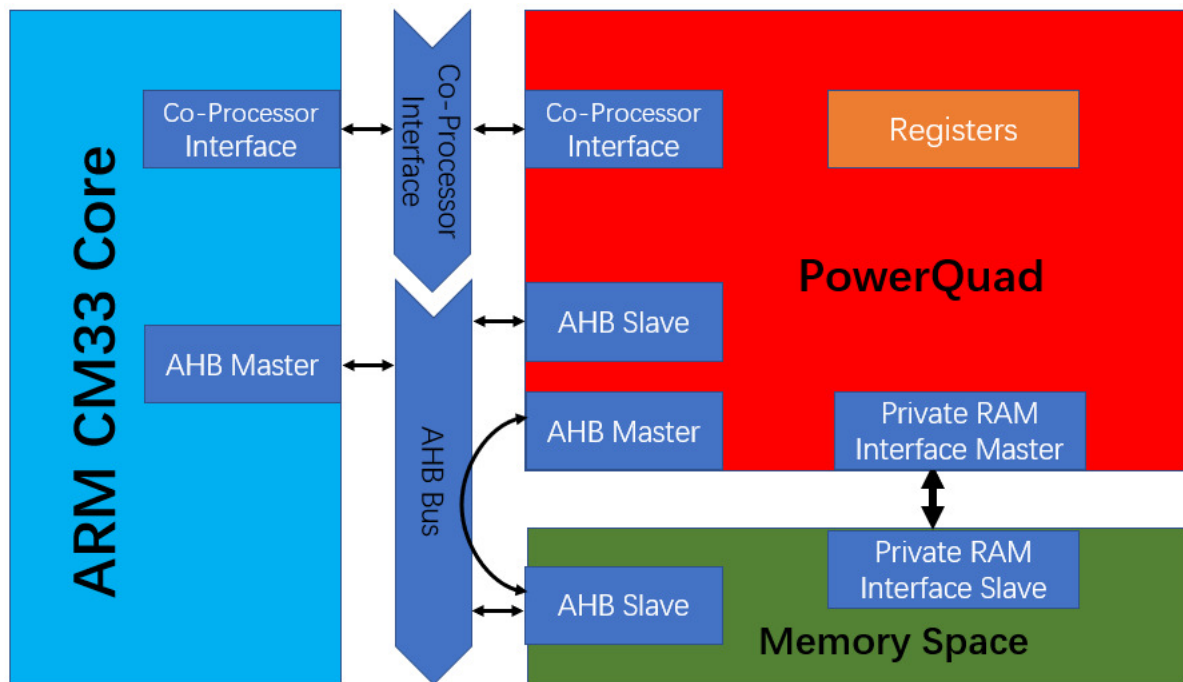 ARM CM33 Core
Co-Processor
Interface
AHB Master
Co-Processor
Interface
AHB Bus
Co-Processor
Interface
Registers
PowerQuad
AHB Slave
AHB Master
Private RAM
Interface Master
Private RAM
Interface Slave
AHB Slave
Memory Space